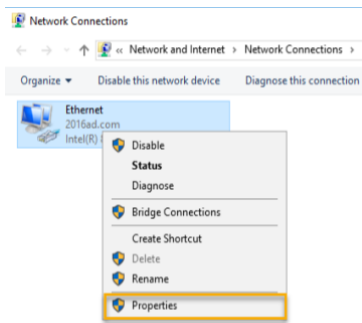 Network Connections
« Network and Internet > Network Connections >
Organize Disable this network device Diagnose this connection
Ethernet
2016ad.com
Intel(R)
Disable
Status
Diagnose
Bridge Connections
Create Shortcut
Delete
Rename
Properties